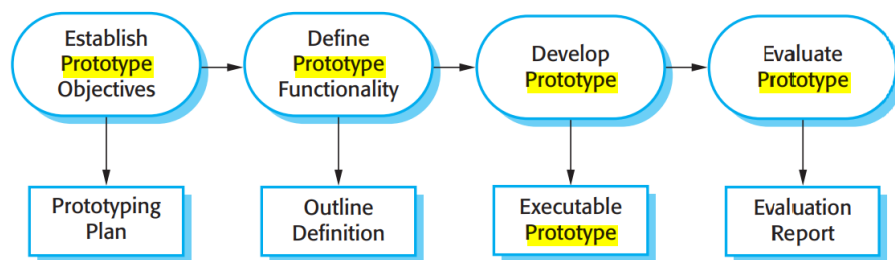 Establish
Prototype
Objectives
Define
Prototype
Functionality
Develop
Prototype
Evaluate
Prototype
Prototyping
Plan
Outline
Definition
Executable
Prototype
Evaluation
Report